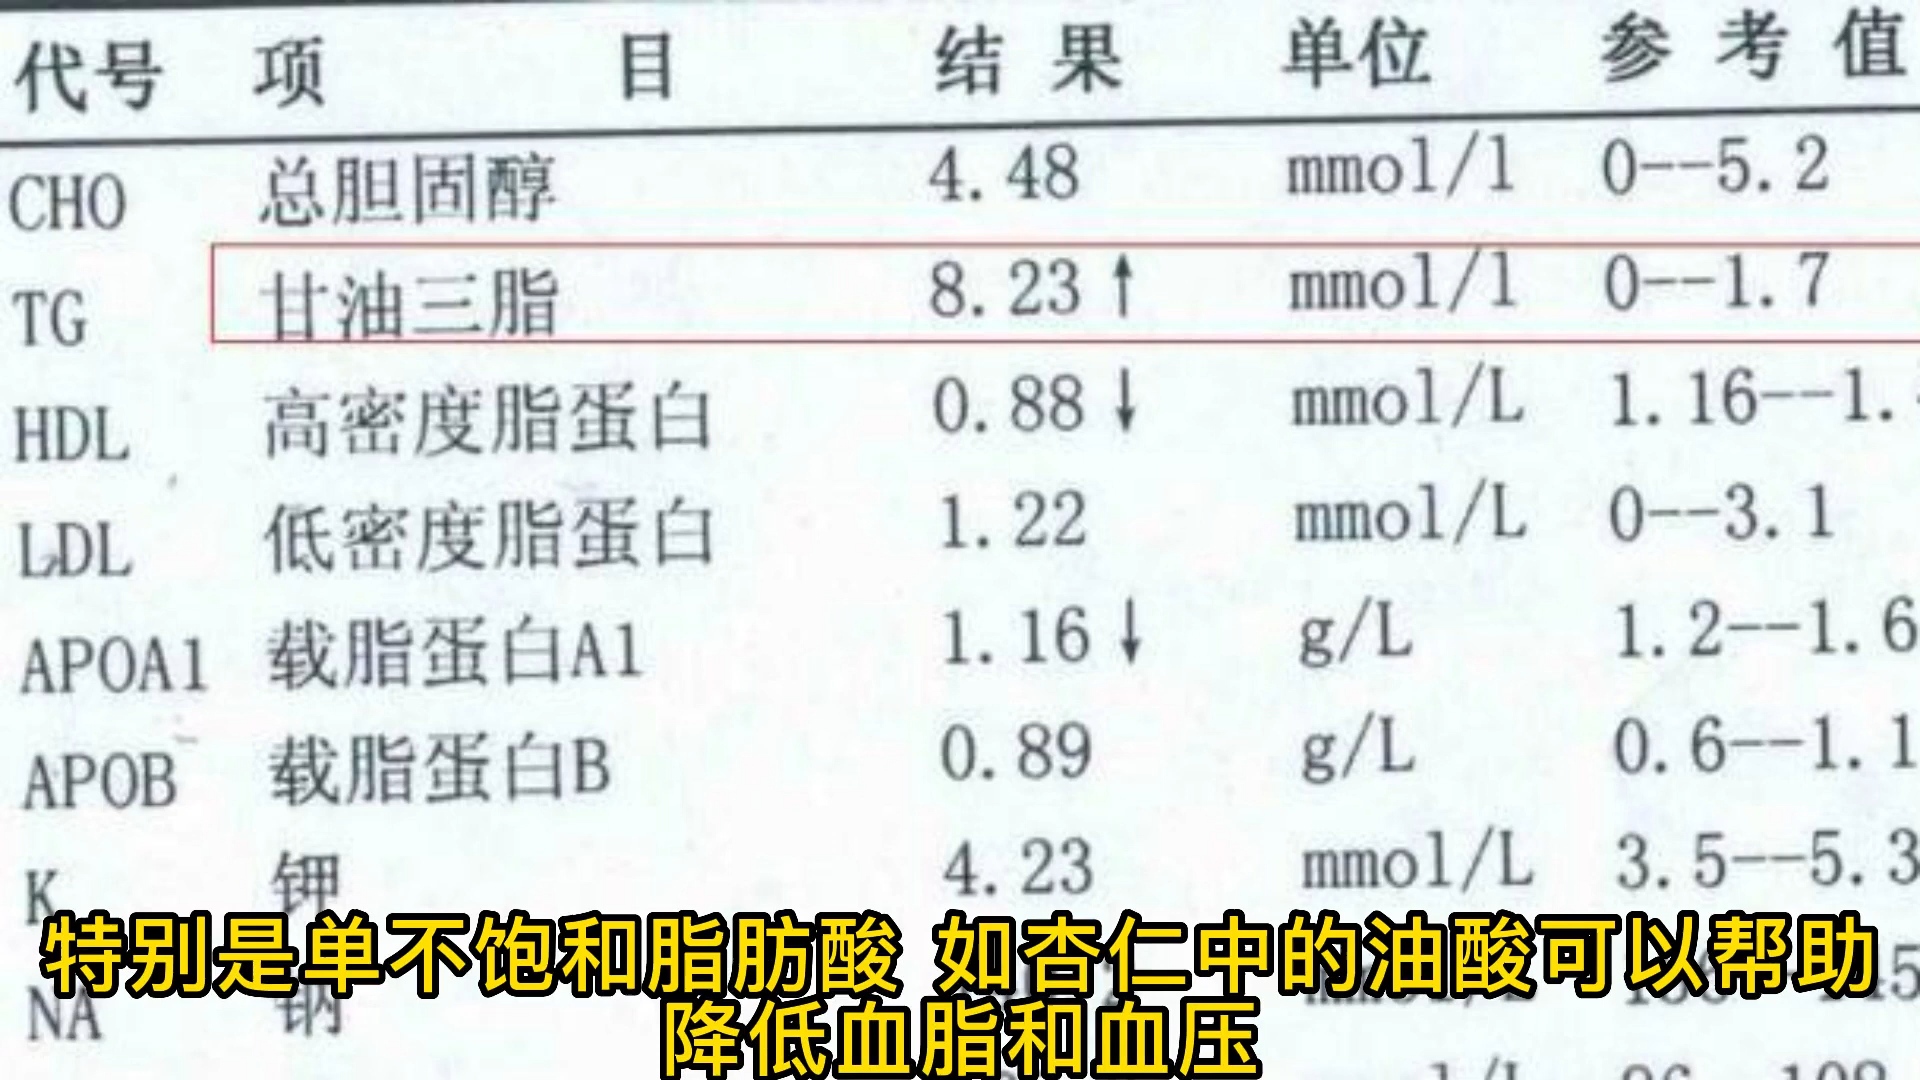 代号 项 目 结 果 单位 参 考 值
CHO 总胆固醇 4.48 mmol/l 0--5.2
TG 甘油三脂 8.23↑ mmol/l 0--1.7
HDL 高密度脂蛋白 0.88↓ mmol/L 1.16--1.
LDL 低密度脂蛋白 1.22 mmol/L 0--3.1
APOA1 载脂蛋白A1 1.16↓ g/L 1.2--1.6
APOB 载脂蛋白B 0.89 g/L 0.6--1.1
K 钾 4.23 mmol/L 3.5--5.3
特别是单不饱和脂肪酸 如杏仁中的油酸可以帮助
NA 钠
降低血脂和血压